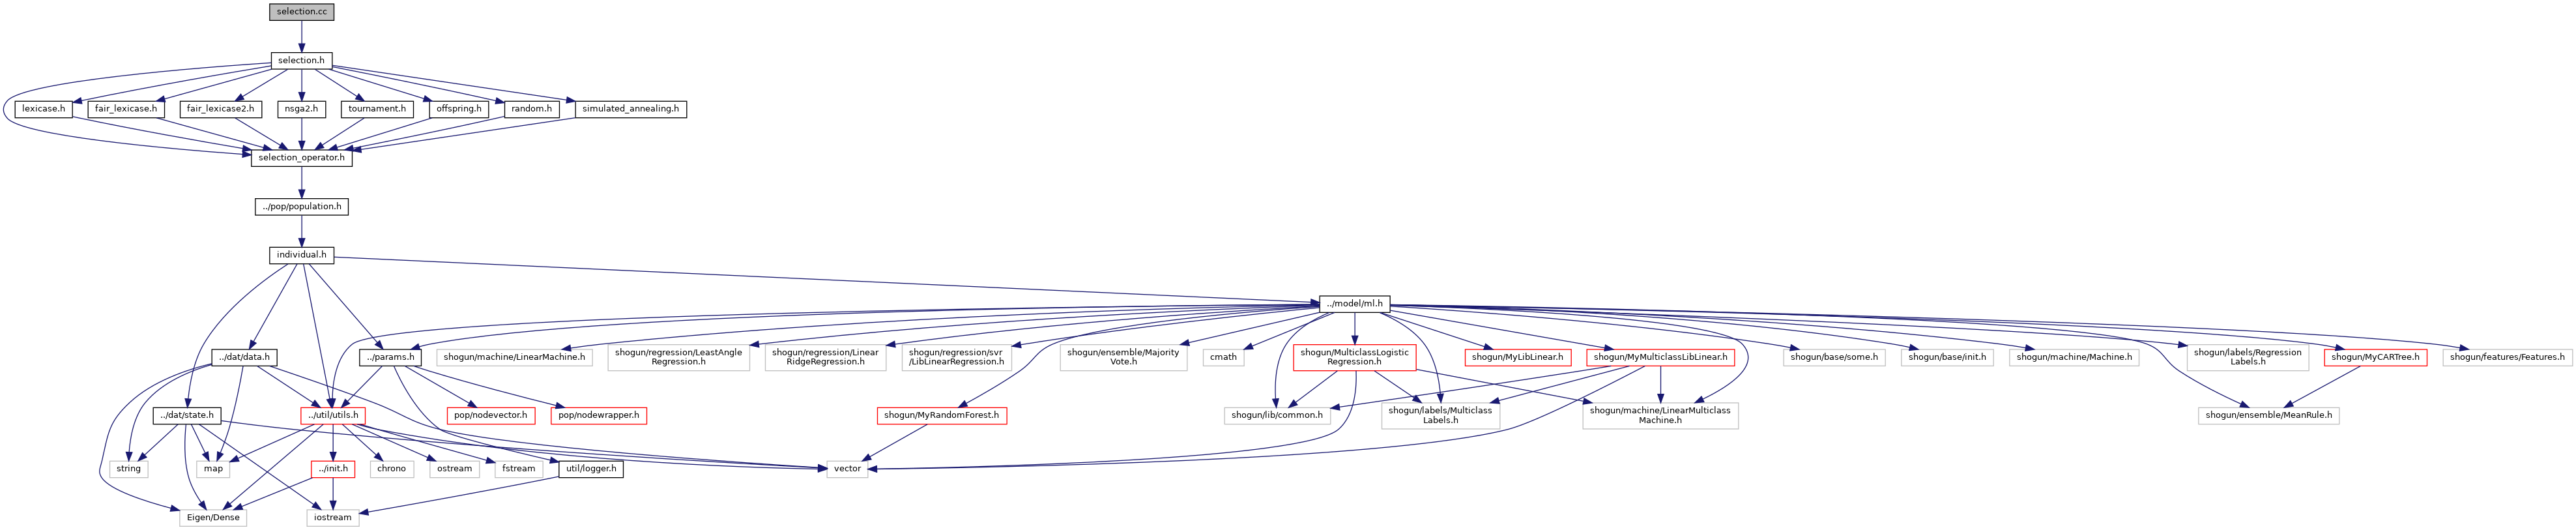 selection.cc
selection.h
lexicase.h
fair_lexicase.h
fair_lexicase2.h
nsga2.h
tournament.h
offspring.h
random.h
simulated_annealing.h
selection_operator.h
../pop/population.h
individual.h
../model/ml.h
../dat/data.h
../params.h
shogun/machine/LinearMachine.h
shogun/regression/LeastAngle
Regression.h
shogun/regression/Linear
RidgeRegression.h
shogun/regression/svr
/LibLinearRegression.h
shogun/ensemble/Majority
Vote.h
cmath
shogun/MulticlassLogistic
Regression.h
shogun/MyLibLinear.h
shogun/MyMulticlassLibLinear.h
shogun/base/some.h
shogun/base/init.h
shogun/machine/Machine.h
shogun/labels/Regression
Labels.h
shogun/MyCARTree.h
shogun/features/Features.h
../dat/state.h
../util/utils.h
pop/nodevector.h
pop/nodewrapper.h
shogun/MyRandomForest.h
shogun/lib/common.h
shogun/labels/Multiclass
Labels.h
shogun/machine/LinearMulticlass
Machine.h
shogun/ensemble/MeanRule.h
string
map
../init.h
chrono
ostream
fstream
util/logger.h
vector
Eigen/Dense
iostream